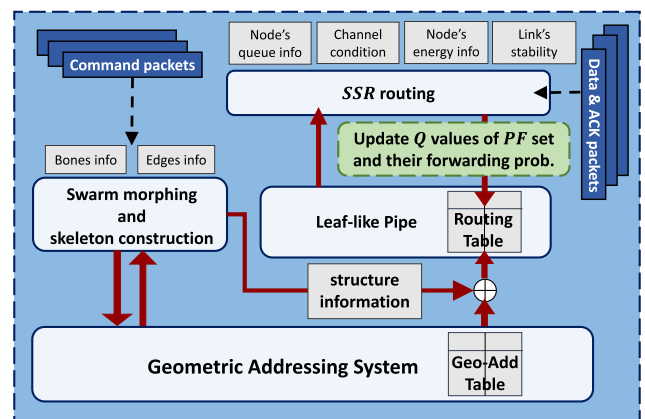 Node's
queue info
Channel
condition
Node's
energy info
Link's
stability
Command packets
SSR routing
Data & ACK packets
Update Q values of PF set
and their forwarding prob.
Bones info
Edges info
Swarm morphing
and
skeleton construction
Leaf-like Pipe
Routing
Table
structure
information
Geometric Addressing System
Geo-Add
Table